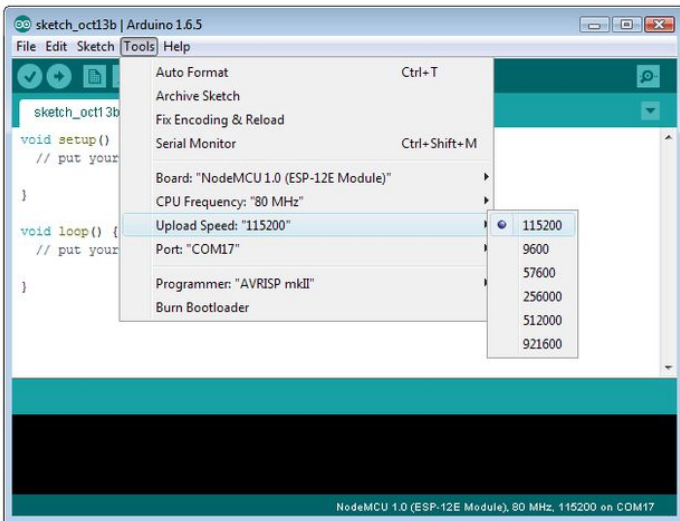 sketch_oct13b | Arduino 1.6.5
File Edit Sketch Tools Help
sketch_oct13b
Auto Format Ctrl+T
Archive Sketch
Fix Encoding & Reload
Serial Monitor Ctrl+Shift+M
Board: "NodeMCU 1.0 (ESP-12E Module)"
CPU Frequency: "80 MHz"
Upload Speed: "115200"
Port: "COM17"
Programmer: "AVRISP mkII"
Burn Bootloader
115200
9600
57600
256000
512000
921600
void setup()
// put your
}
void loop() {
// put your
}
NodeMCU 1.0 (ESP-12E Module), 80 MHz, 115200 on COM17